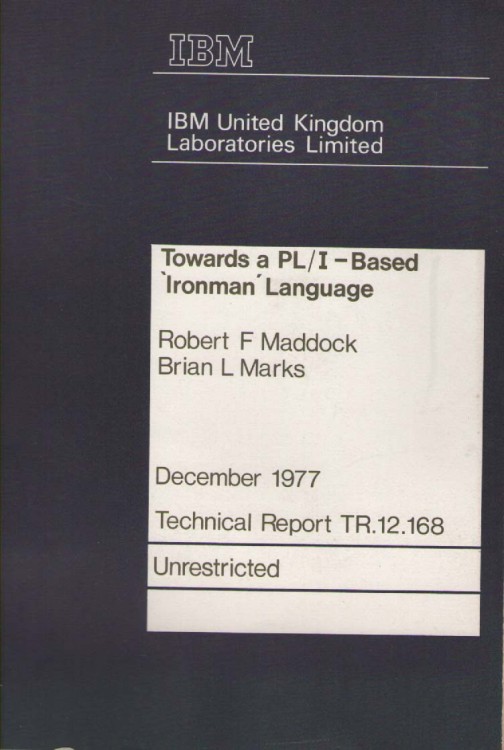 IBM
IBM United Kingdom
Laboratories Limited
Towards a PL/I-Based
`Ironman´ Language
Robert F Maddock
Brian L Marks
December 1977
Technical Report TR.12.168
Unrestricted